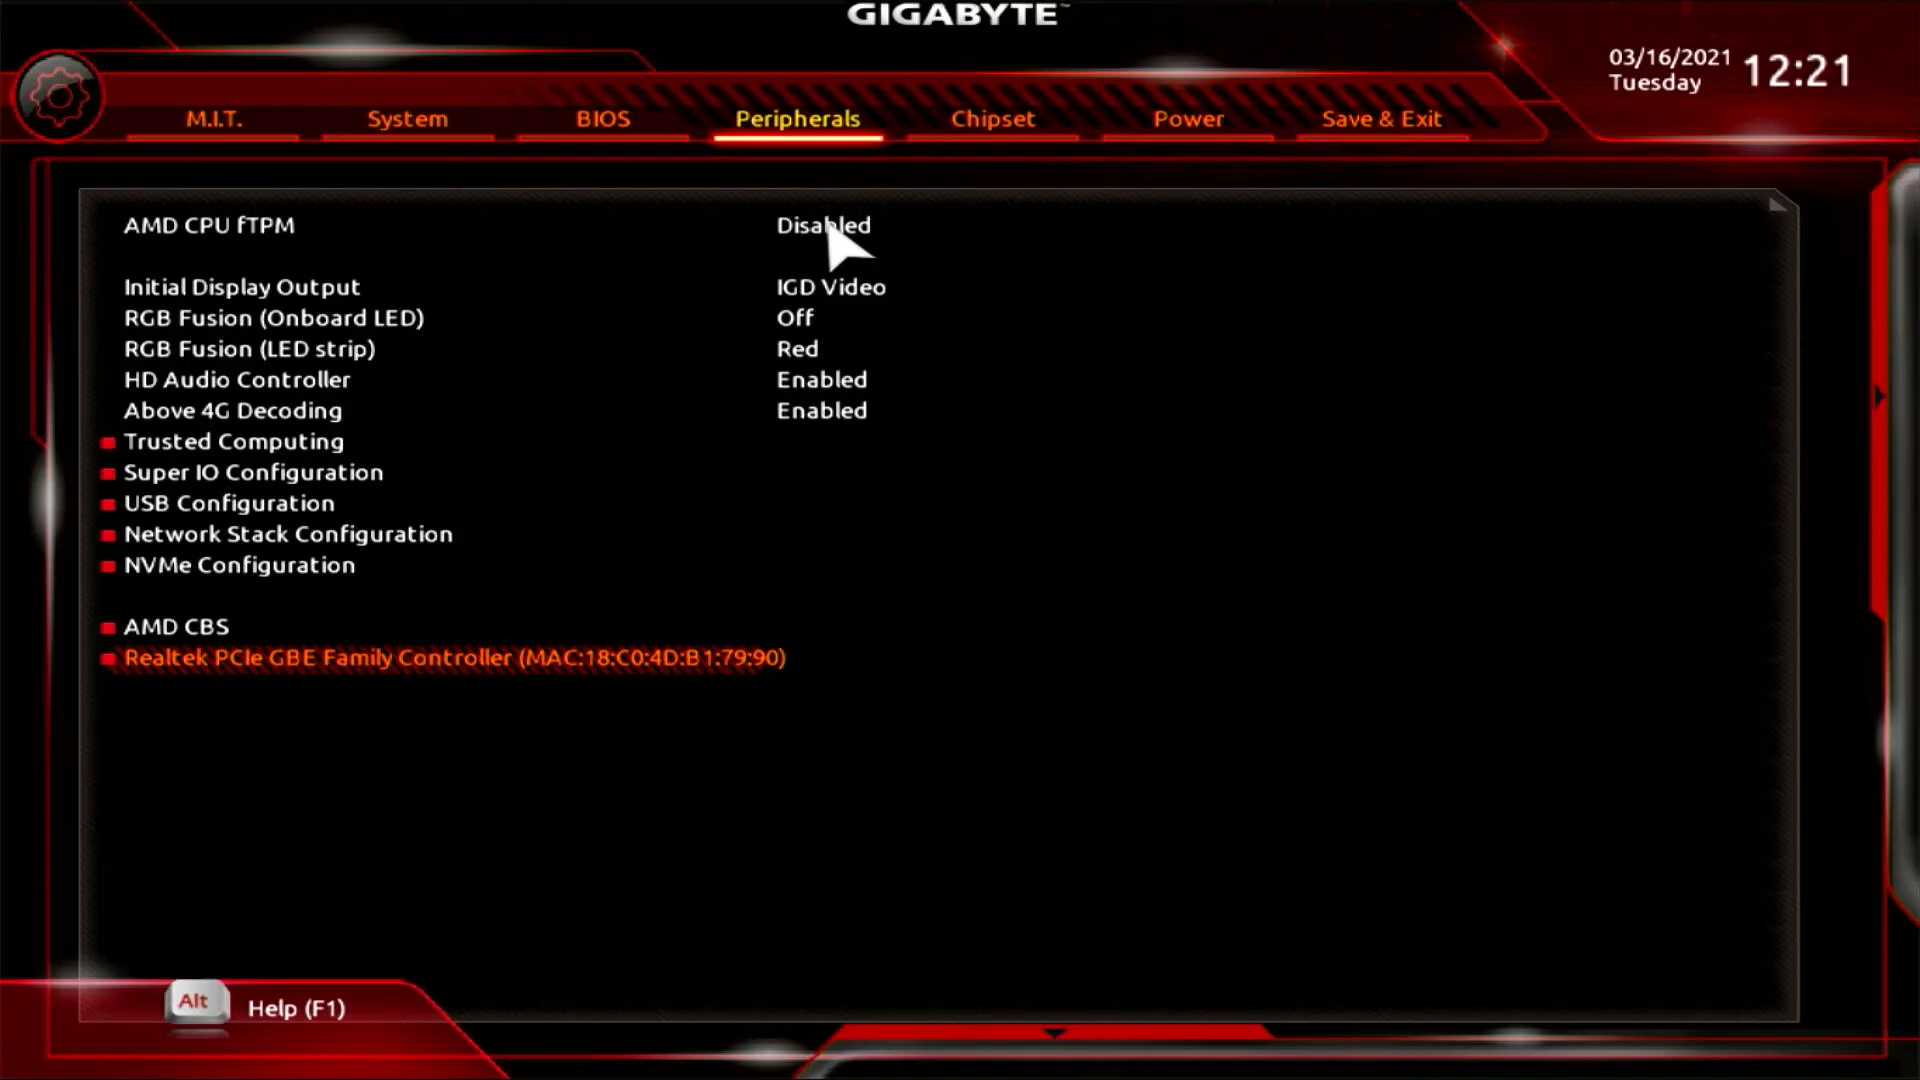 GIGABYTE™
03/16/2021
Tuesday
12:21
M.I.T. System BIOS Peripherals Chipset Power Save & Exit
AMD CPU fTPM Disabled
Initial Display Output IGD Video
RGB Fusion (Onboard LED) Off
RGB Fusion (LED strip) Red
HD Audio Controller Enabled
Above 4G Decoding Enabled
Trusted Computing
Super IO Configuration
USB Configuration
Network Stack Configuration
NVMe Configuration
AMD CBS
Realtek PCIe GBE Family Controller (MAC:18:C0:4D:B1:79:90)
Alt Help (F1)